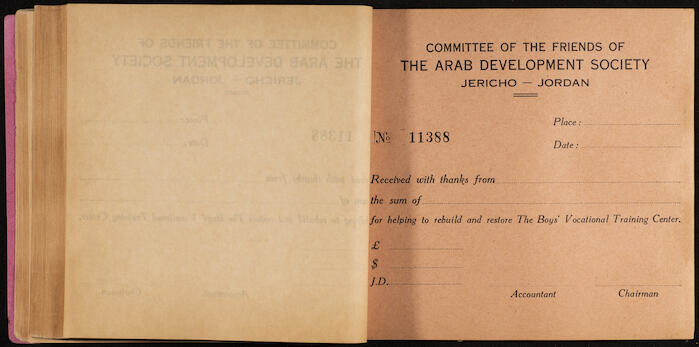 COMMITTEE OF THE FRIENDS OF
THE ARAB DEVELOPMENT SOCIETY
JERICHO — JORDAN
Place :
№ 11388
Date :
Received with thanks from
the sum of
for helping to rebuild and restore The Boys' Vocational Training Center.
£
$
J.D.
Accountant Chairman